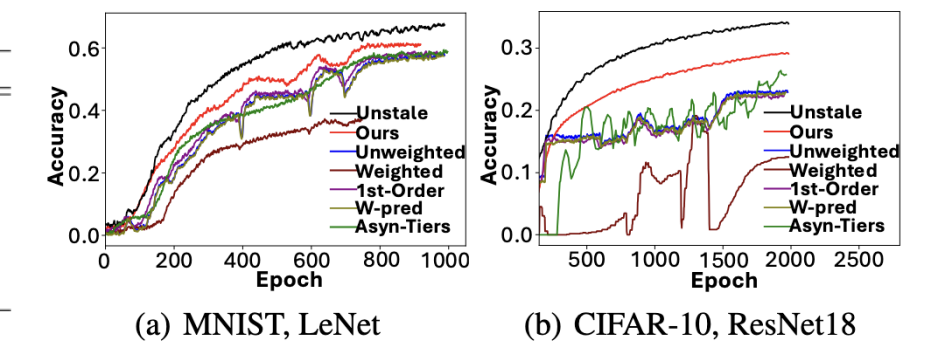 0.6
0.4
0.2
0.0
Accuracy
0 200 400 600 800 1000
Epoch
Unstale
Ours
Unweighted
Weighted
1st-Order
W-pred
Asyn-Tiers
(a) MNIST, LeNet
0.3
0.2
0.1
0.0
Accuracy
500 1000 1500 2000 2500
Epoch
Unstale
Ours
Unweighted
Weighted
1st-Order
W-pred
Asyn-Tiers
(b) CIFAR-10, ResNet18